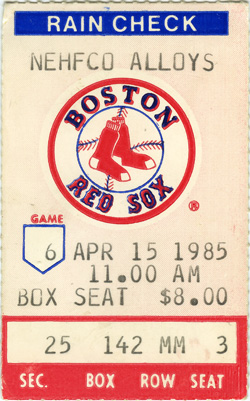 RAIN CHECK
NEHFCO ALLOYS
BOSTON
RED SOX
®
GAME
6 APR 15 1985
11.00 AM
BOX SEAT $8.00
25 142 MM 3
SEC. BOX ROW SEAT